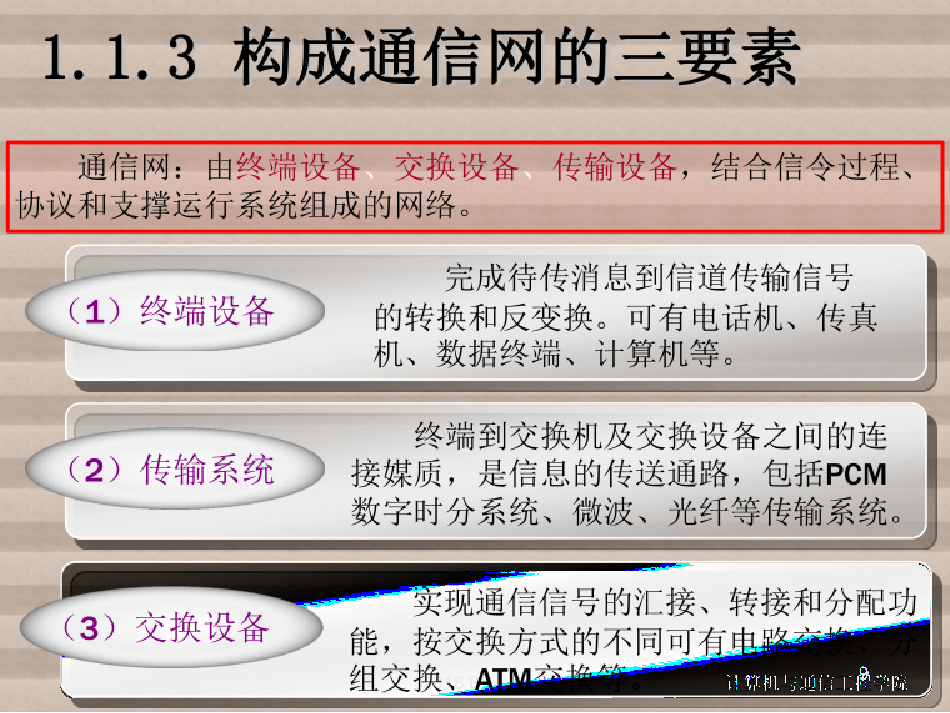 1.1.3 构成通信网的三要素
通信网：由终端设备、交换设备、传输设备，结合信令过程、
协议和支撑运行系统组成的网络。
（1）终端设备
完成待传消息到信道传输信号
的转换和反变换。可有电话机、传真
机、数据终端、计算机等。
（2）传输系统
终端到交换机及交换设备之间的连
接媒质，是信息的传送通路，包括PCM
数字时分系统、微波、光纤等传输系统。
（3）交换设备
实现通信信号的汇接、转接和分配功
能，按交换方式的不同可有电路交换、分
组交换、ATM交换等。
计算机与通信工程学院